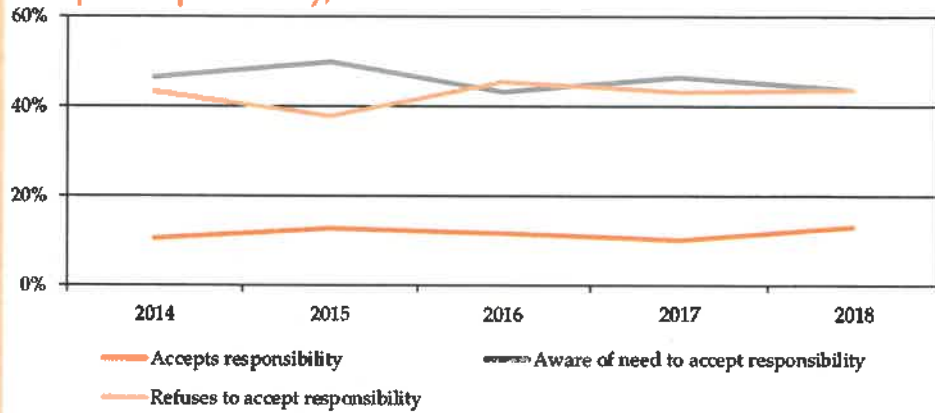 60%
40%
20%
0%
2014 2015 2016 2017 2018
Accepts responsibility Aware of need to accept responsibility
Refuses to accept responsibility